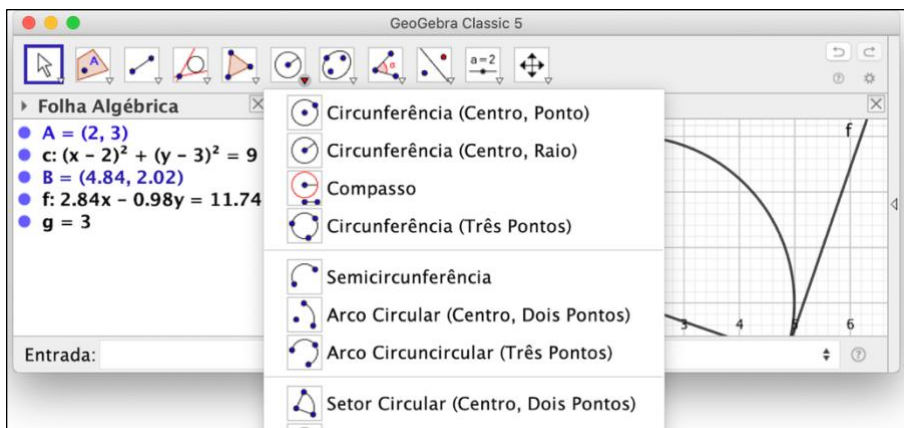 GeoGebra Classic 5
A
α
a=2
Folha Algébrica
A = (2, 3)
c: (x – 2)² + (y – 3)² = 9
B = (4.84, 2.02)
f: 2.84x – 0.98y = 11.74
g = 3
Circunferência (Centro, Ponto)
Circunferência (Centro, Raio)
Compasso
Circunferência (Três Pontos)
Semicircunferência
Arco Circular (Centro, Dois Pontos)
Arco Circuncircular (Três Pontos)
Setor Circular (Centro, Dois Pontos)
f
3 4 5 6
Entrada: